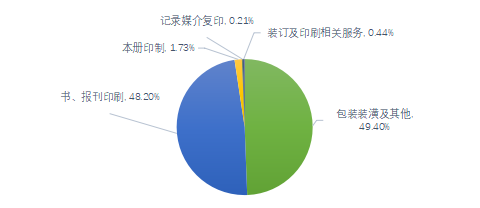 记录媒介复印, 0.21%
装订及印刷相关服务, 0.44%
本册印制, 1.73%
书、报刊印刷, 48.20%
包装装潢及其他,
49.40%